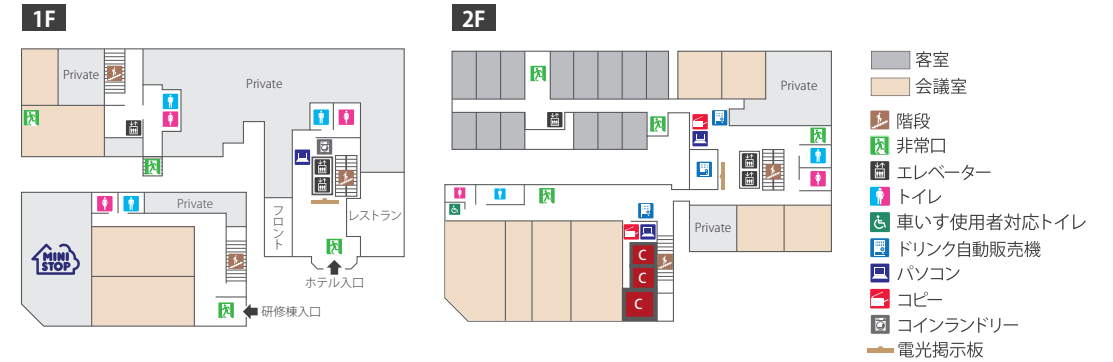 1F
Private
Private
フロント
レストラン
ホテル入口
Private
MINI
STOP
研修棟入口
2F
Private
Private
C
C
C
客室
会議室
階段
非常口
エレベーター
トイレ
車いす使用者対応トイレ
ドリンク自動販売機
パソコン
コピー
コインランドリー
電光掲示板